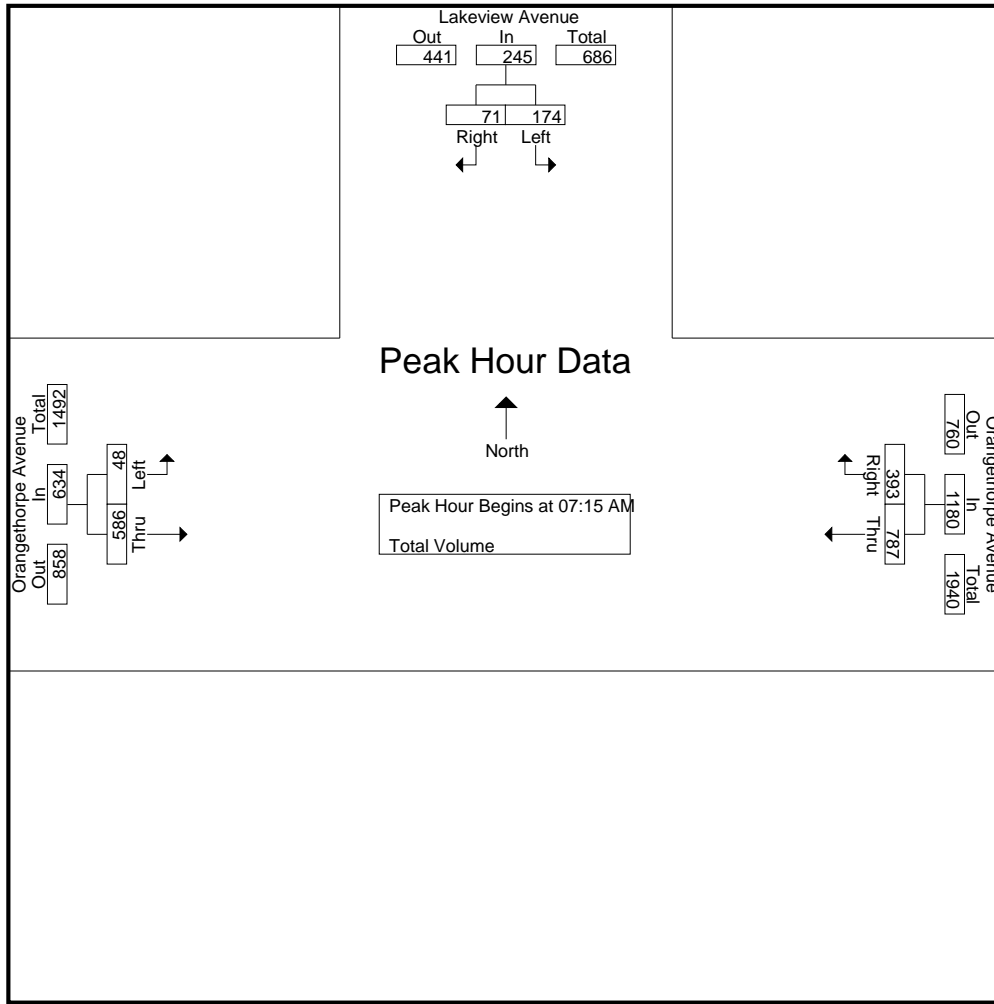 Lakeview Avenue
Out In Total
441 245 686
71 174
Right Left
Peak Hour Data
North
Peak Hour Begins at 07:15 AM
Total Volume
Orangethorpe Avenue
Out In Total
858 634 1492
48 586
Left Thru
Orangethorpe Avenue
Out In Total
760 1180 1940
393 787
Right Thru